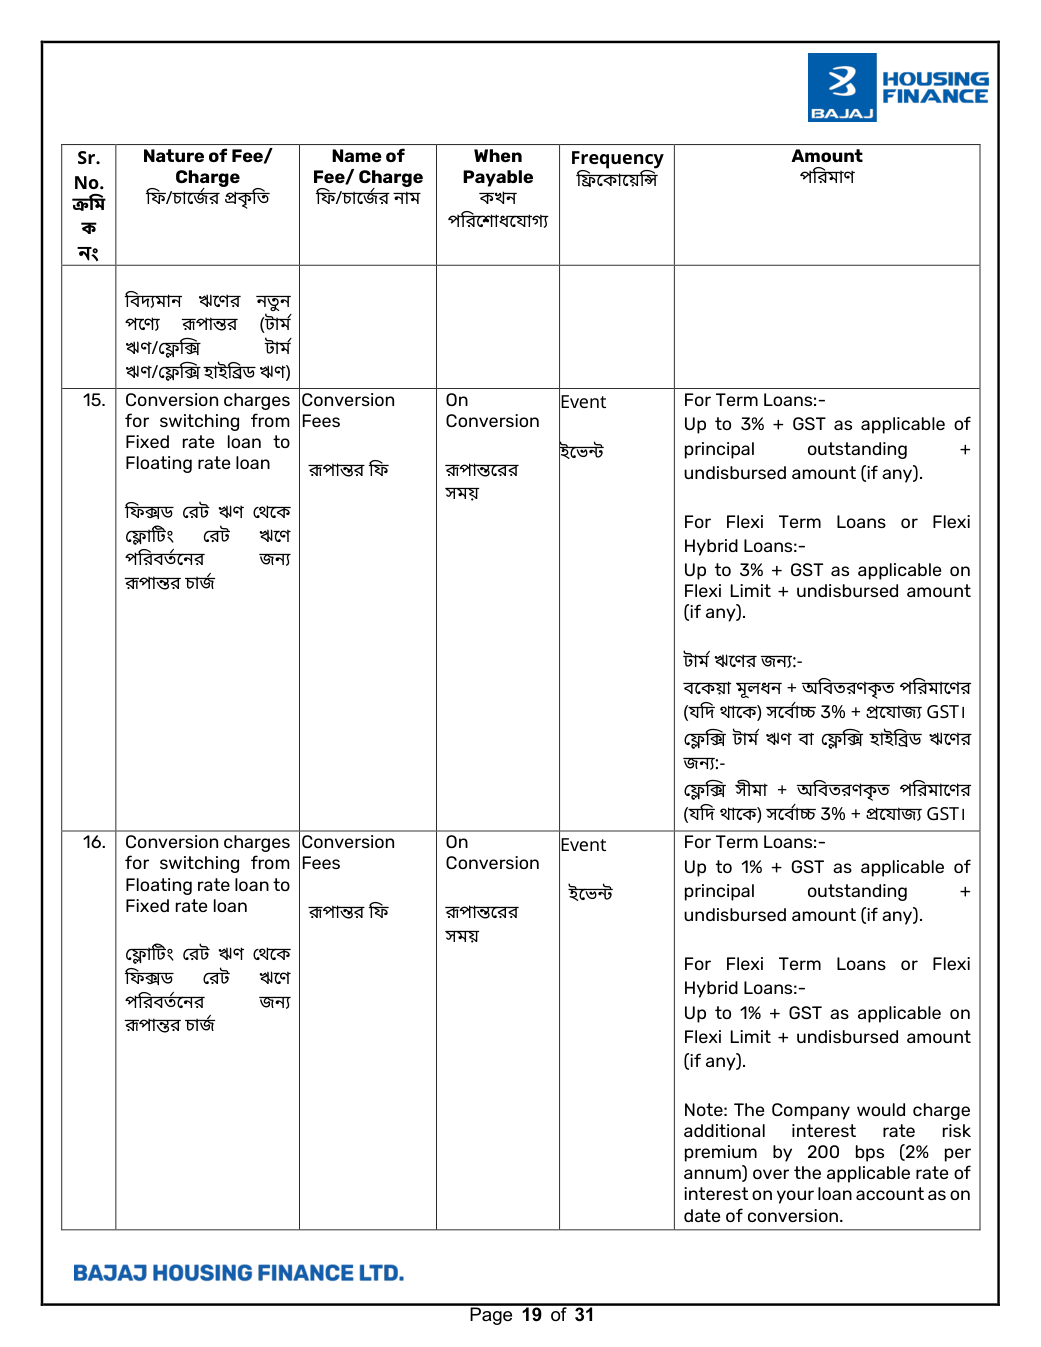 BAJAJ
HOUSING
FINANCE
Sr.
No.
ক্রমি
ক
নং
Nature of Fee/
Charge
ফি/চার্জের প্রকৃতি
Name of
Fee/ Charge
ফি/চার্জের নাম
When
Payable
কখন
পরিশোধযোগ্য
Frequency
ফ্রিকোয়েন্সি
Amount
পরিমাণ
বিদ্যমান ঋণের নতুন
পণ্যে রূপান্তর (টার্ম
ঋণ/ফ্লেক্সি টার্ম
ঋণ/ফ্লেক্সি হাইব্রিড ঋণ)
15.
Conversion charges
for switching from
Fixed rate loan to
Floating rate loan
ফিক্সড রেট ঋণ থেকে
ফ্লোটিং রেট ঋণে
পরিবর্তনের জন্য
রূপান্তর চার্জ
Conversion
Fees
রূপান্তর ফি
On
Conversion
রূপান্তরের
সময়
Event
ইভেন্ট
For Term Loans:-
Up to 3% + GST as applicable of
principal outstanding +
undisbursed amount (if any).
For Flexi Term Loans or Flexi
Hybrid Loans:-
Up to 3% + GST as applicable on
Flexi Limit + undisbursed amount
(if any).
টার্ম ঋণের জন্য:-
বকেয়া মূলধন + অবিতরণকৃত পরিমাণের
(যদি থাকে) সর্বোচ্চ 3% + প্রযোজ্য GST।
ফ্লেক্সি টার্ম ঋণ বা ফ্লেক্সি হাইব্রিড ঋণের
জন্য:-
ফ্লেক্সি সীমা + অবিতরণকৃত পরিমাণের
(যদি থাকে) সর্বোচ্চ 3% + প্রযোজ্য GST।
16.
Conversion charges
for switching from
Floating rate loan to
Fixed rate loan
ফ্লোটিং রেট ঋণ থেকে
ফিক্সড রেট ঋণে
পরিবর্তনের জন্য
রূপান্তর চার্জ
Conversion
Fees
রূপান্তর ফি
On
Conversion
রূপান্তরের
সময়
Event
ইভেন্ট
For Term Loans:-
Up to 1% + GST as applicable of
principal outstanding +
undisbursed amount (if any).
For Flexi Term Loans or Flexi
Hybrid Loans:-
Up to 1% + GST as applicable on
Flexi Limit + undisbursed amount
(if any).
Note: The Company would charge
additional interest rate risk
premium by 200 bps (2% per
annum) over the applicable rate of
interest on your loan account as on
date of conversion.
BAJAJ HOUSING FINANCE LTD.
Page 19 of 31